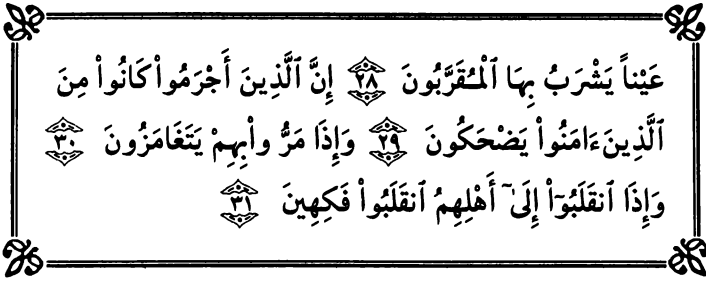 عَيْناً يَشْرَبُ بِهَا ٱلْمُقَرَّبُونَ ٢٨ إِنَّ ٱلَّذِينَ أَجْرَمُوا۟ كَانُوا۟ مِنَ
ٱلَّذِينَ ءَامَنُوا۟ يَضْحَكُونَ ٢٩ وَإِذَا مَرُّوا۟ بِهِمْ يَتَغَامَزُونَ ٣٠
وَإِذَا ٱنقَلَبُوٓا۟ إِلَىٰٓ أَهْلِهِمُ ٱنقَلَبُوا۟ فَكِهِينَ ٣١